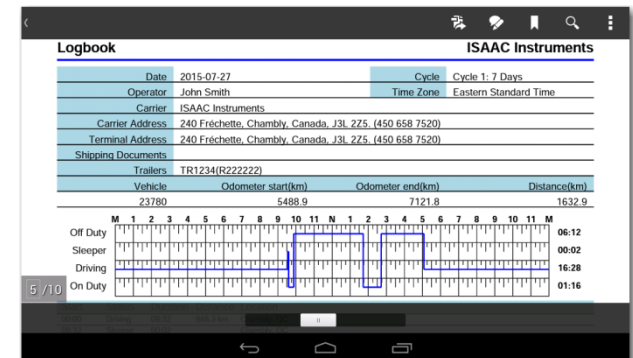 Logbook ISAAC Instruments
Date 2015-07-27 Cycle Cycle 1: 7 Days
Operator John Smith Time Zone Eastern Standard Time
Carrier ISAAC Instruments
Carrier Address 240 Fréchette, Chambly, Canada, J3L 2Z5. (450 658 7520)
Terminal Address 240 Fréchette, Chambly, Canada, J3L 2Z5. (450 658 7520)
Shipping Documents
Trailers TR1234(R222222)
Vehicle Odometer start(km) Odometer end(km) Distance(km)
23780 5488.9 7121.8 1632.9
M 1 2 3 4 5 6 7 8 9 10 11 N 1 2 3 4 5 6 7 8 9 10 11 M
Off Duty 06:12
Sleeper 00:02
Driving 16:28
On Duty 01:16
5 /10